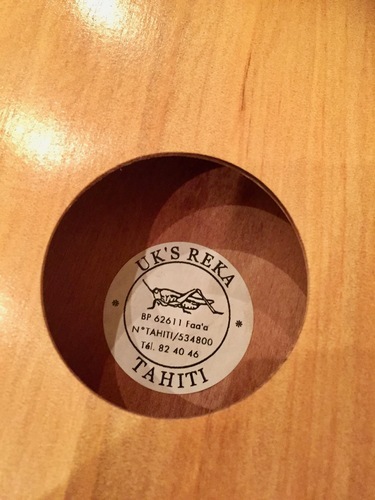 UK'S REKA
BP 62611 Faa'a
N° TAHITI/534800
Tél. 82 40 46
TAHITI